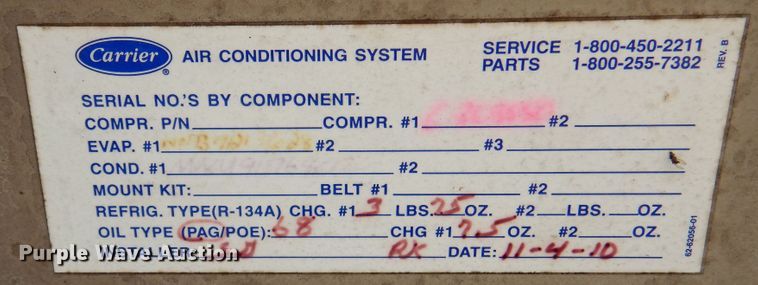 Carrier
AIR CONDITIONING SYSTEM
SERVICE 1-800-450-2211
PARTS 1-800-255-7382
REV. B
SERIAL NO.'S BY COMPONENT:
COMPR. P/N COMPR. #1 #2
EVAP. #1 #2 #3
COND. #1 #2
MOUNT KIT: BELT #1 #2
REFRIG. TYPE(R-134A) CHG. #1 3 LBS. 25 OZ. #2 LBS. OZ.
OIL TYPE (PAG/POE): 68 CHG #1 7.5 OZ. #2 OZ.
DATE: 11-4-10
62-62056-01
Purple Wave Auction